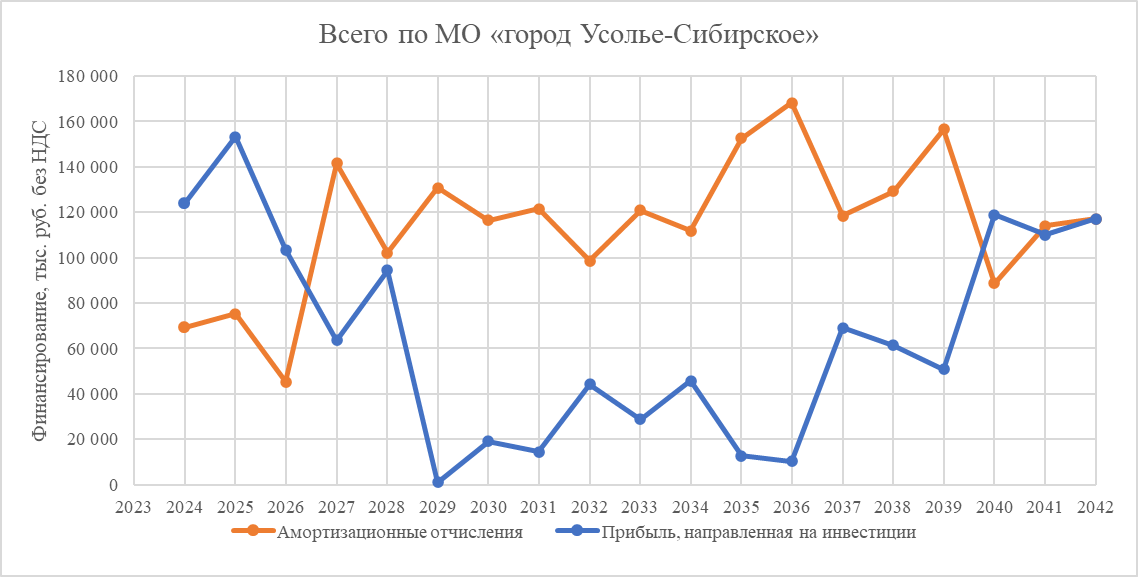 Всего по МО «город Усолье-Сибирское»
Финансирование, тыс. руб. без НДС
180 000
160 000
140 000
120 000
100 000
80 000
60 000
40 000
20 000
0
2023 2024 2025 2026 2027 2028 2029 2030 2031 2032 2033 2034 2035 2036 2037 2038 2039 2040 2041 2042
Амортизационные отчисления Прибыль, направленная на инвестиции